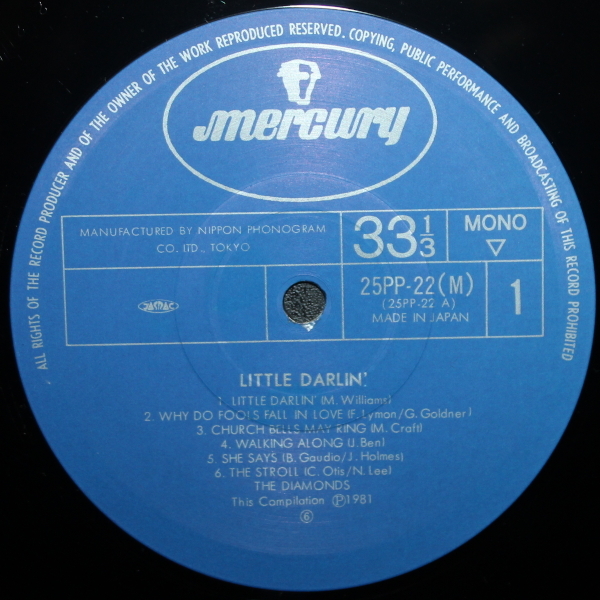 ALL RIGHTS OF THE RECORD PRODUCER AND OF THE OWNER OF THE WORK REPRODUCED RESERVED. COPYING, PUBLIC PERFORMANCE AND BROADCASTING OF THIS RECORD PROHIBITED
mercury
MANUFACTURED BY NIPPON PHONOGRAM
CO. LTD., TOKYO
33 1/3
MONO
▽
25PP-22(M)
(25PP-22 A)
MADE IN JAPAN
1
LITTLE DARLIN'
1. LITTLE DARLIN' (M. Williams)
2. WHY DO FOOLS FALL IN LOVE (F. Lymon/G. Goldner)
3. CHURCH BELLS MAY RING (M. Craft)
4. WALKING ALONG (J. Ben)
5. SHE SAYS (B. Gaudio/J. Holmes)
6. THE STROLL (C. Otis/N. Lee)
THE DIAMONDS
This Compilation Ⓟ1981
⑥